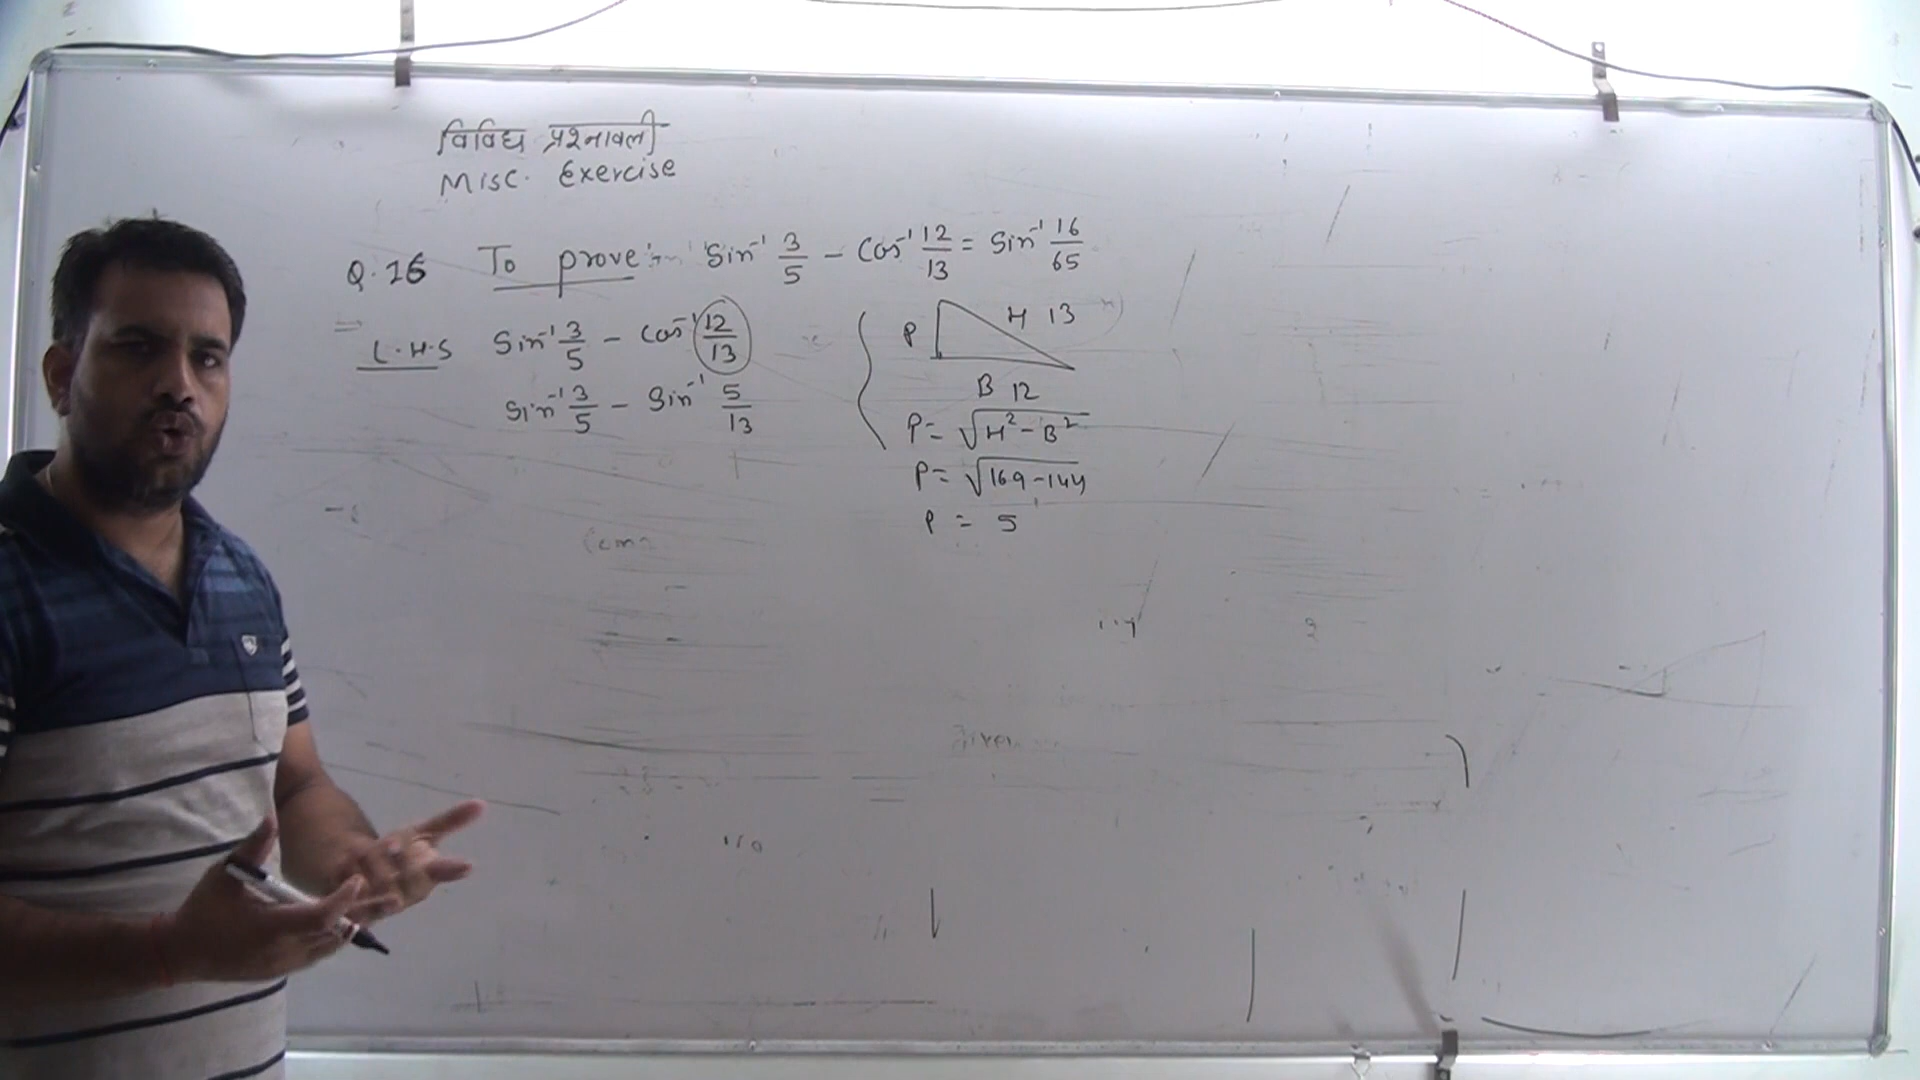 विविध प्रश्नावली
Misc. Exercise
Q.16 To prove:- Sin⁻¹ 3/5 - Cos⁻¹ 12/13 = Sin⁻¹ 16/65
L.H.S Sin⁻¹ 3/5 - Cos⁻¹ 12/13
Sin⁻¹ 3/5 - Sin⁻¹ 5/13
P H 13
B 12
P = √H² - B²
P = √169-144
P = 5